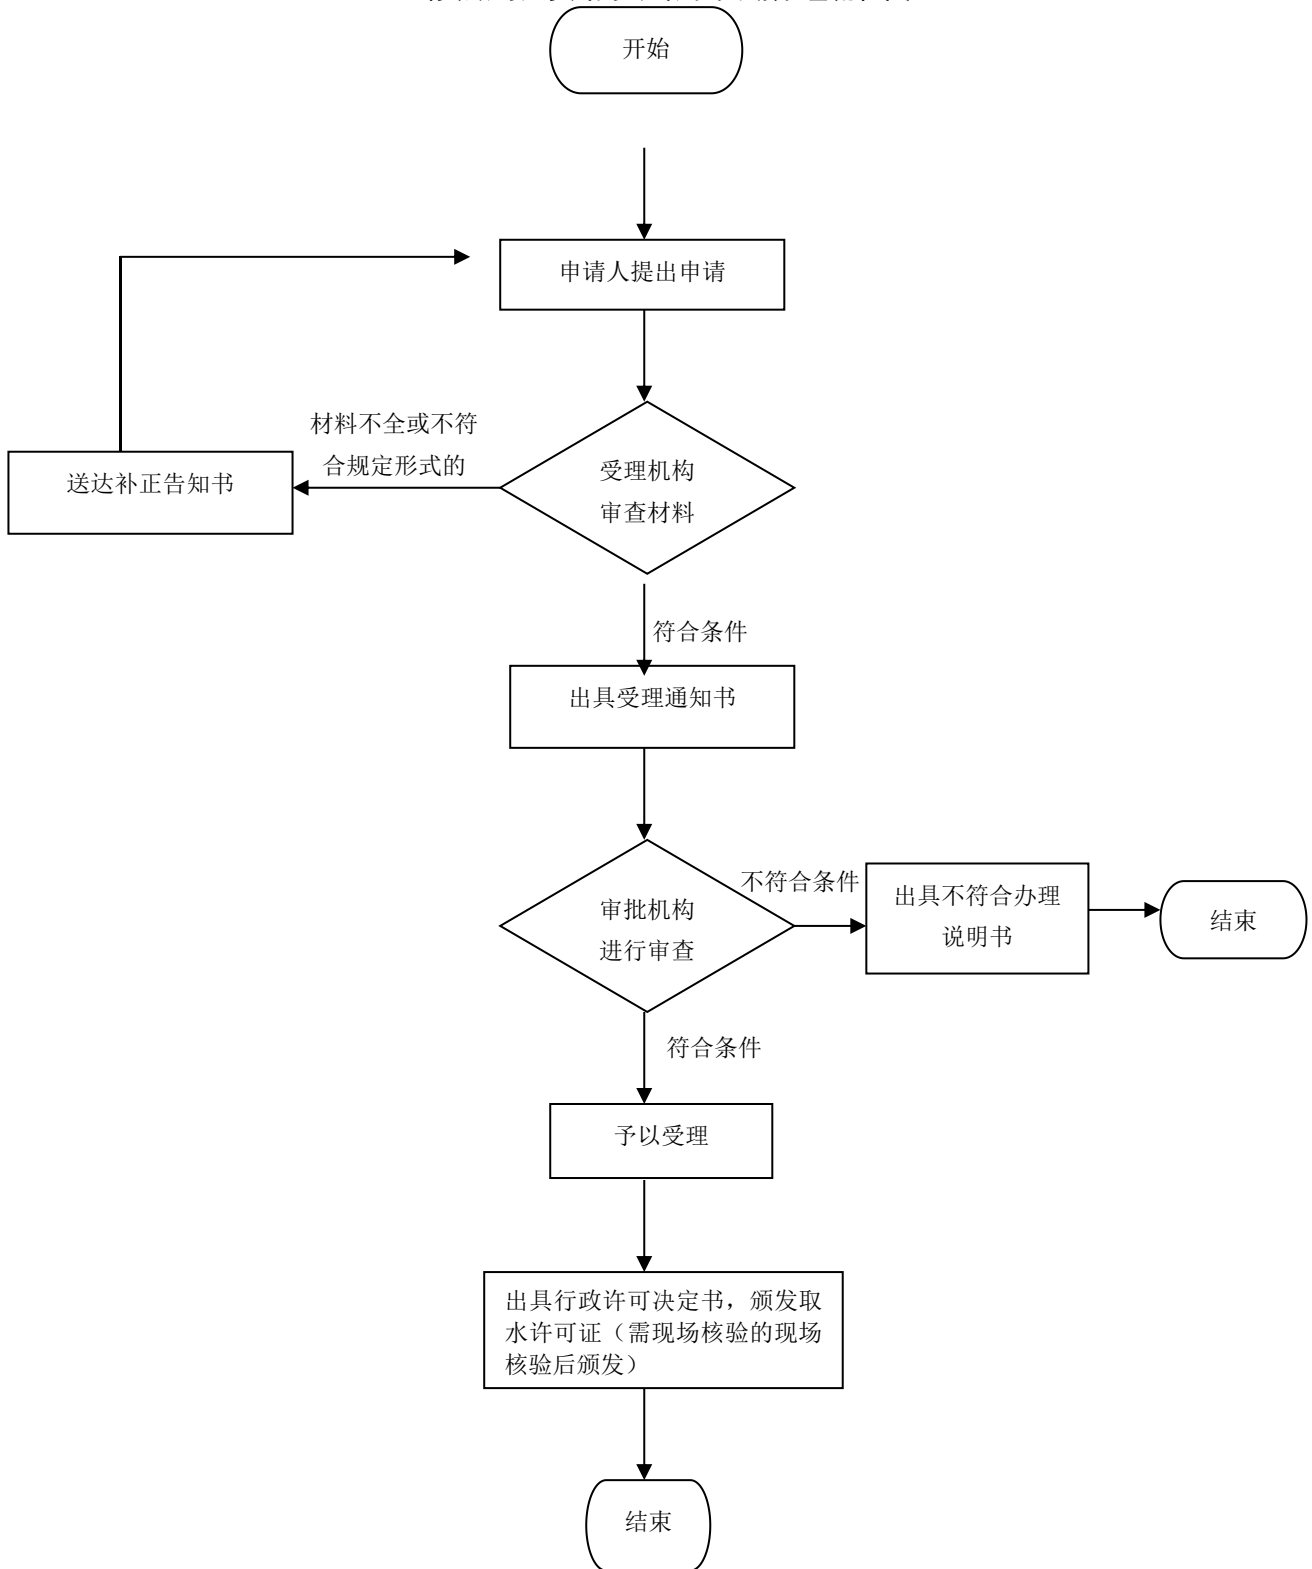 开始
申请人提出申请
材料不全或不符
合规定形式的
送达补正告知书
受理机构
审查材料
符合条件
出具受理通知书
审批机构
进行审查
不符合条件
出具不符合办理
说明书
结束
符合条件
予以受理
出具行政许可决定书，颁发取
水许可证（需现场核验的现场
核验后颁发）
结束